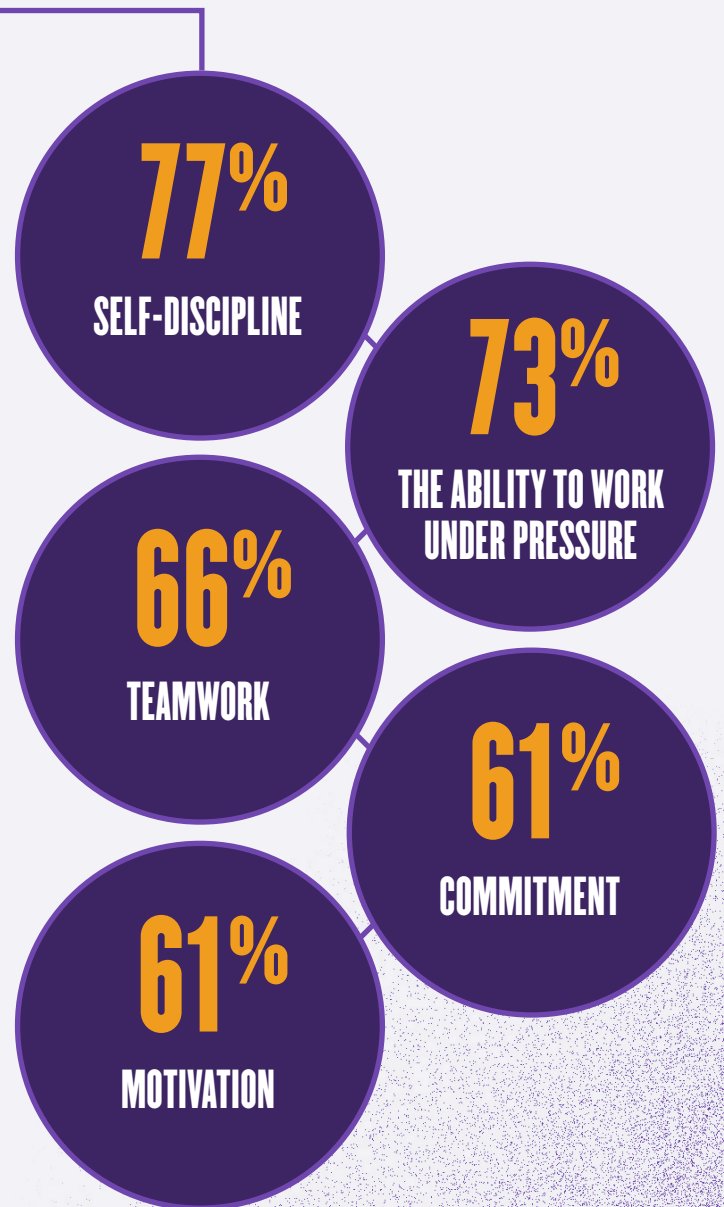 77%
SELF-DISCIPLINE
73%
THE ABILITY TO WORK
UNDER PRESSURE
66%
TEAMWORK
61%
COMMITMENT
61%
MOTIVATION